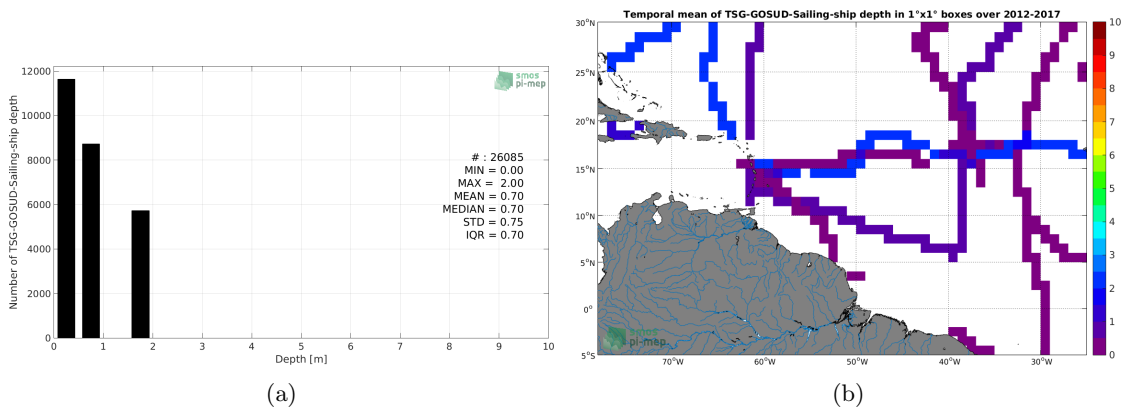 12000
10000
8000
6000
4000
2000
0
Number of TSG-GOSUD-Sailing-ship depth
smos
pi-mep
# : 26085
MIN = 0.00
MAX = 2.00
MEAN = 0.70
MEDIAN = 0.70
STD = 0.75
IQR = 0.70
0 1 2 3 4 5 6 7 8 9 10
Depth [m]
(a)
Temporal mean of TSG-GOSUD-Sailing-ship depth in 1°x1° boxes over 2012-2017
30°N
25°N
20°N
15°N
10°N
5°N
0°
5°S
70°W 60°W 50°W 40°W 30°W
smos
pi-mep
10
9
8
7
6
5
4
3
2
1
0
(b)